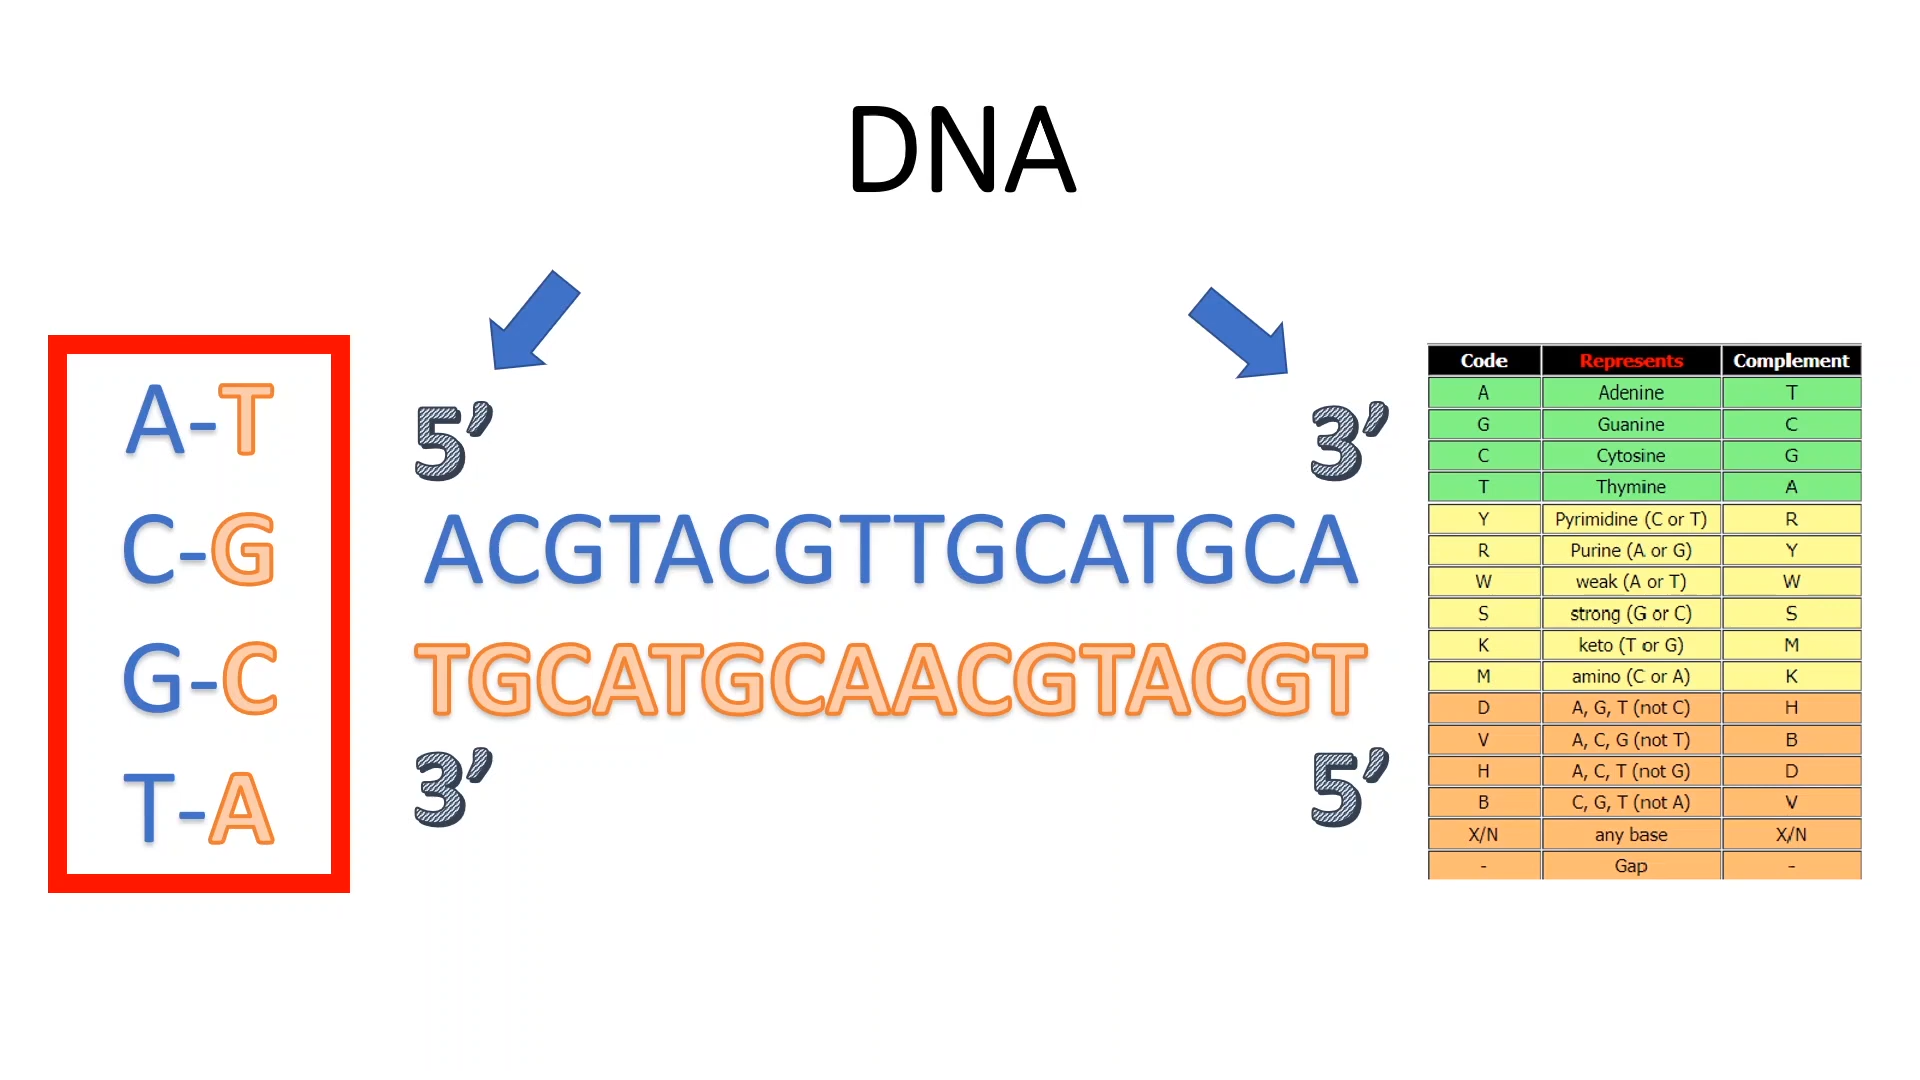 DNA
A-T
C-G
G-C
T-A
5’ 3’
ACGTACGTTGCATGCA
TGCATGCAACGTACGT
3’ 5’
Code Represents Complement
A Adenine T
G Guanine C
C Cytosine G
T Thymine A
Y Pyrimidine (C or T) R
R Purine (A or G) Y
W weak (A or T) W
S strong (G or C) S
K keto (T or G) M
M amino (C or A) K
D A, G, T (not C) H
V A, C, G (not T) B
H A, C, T (not G) D
B C, G, T (not A) V
X/N any base X/N
- Gap -